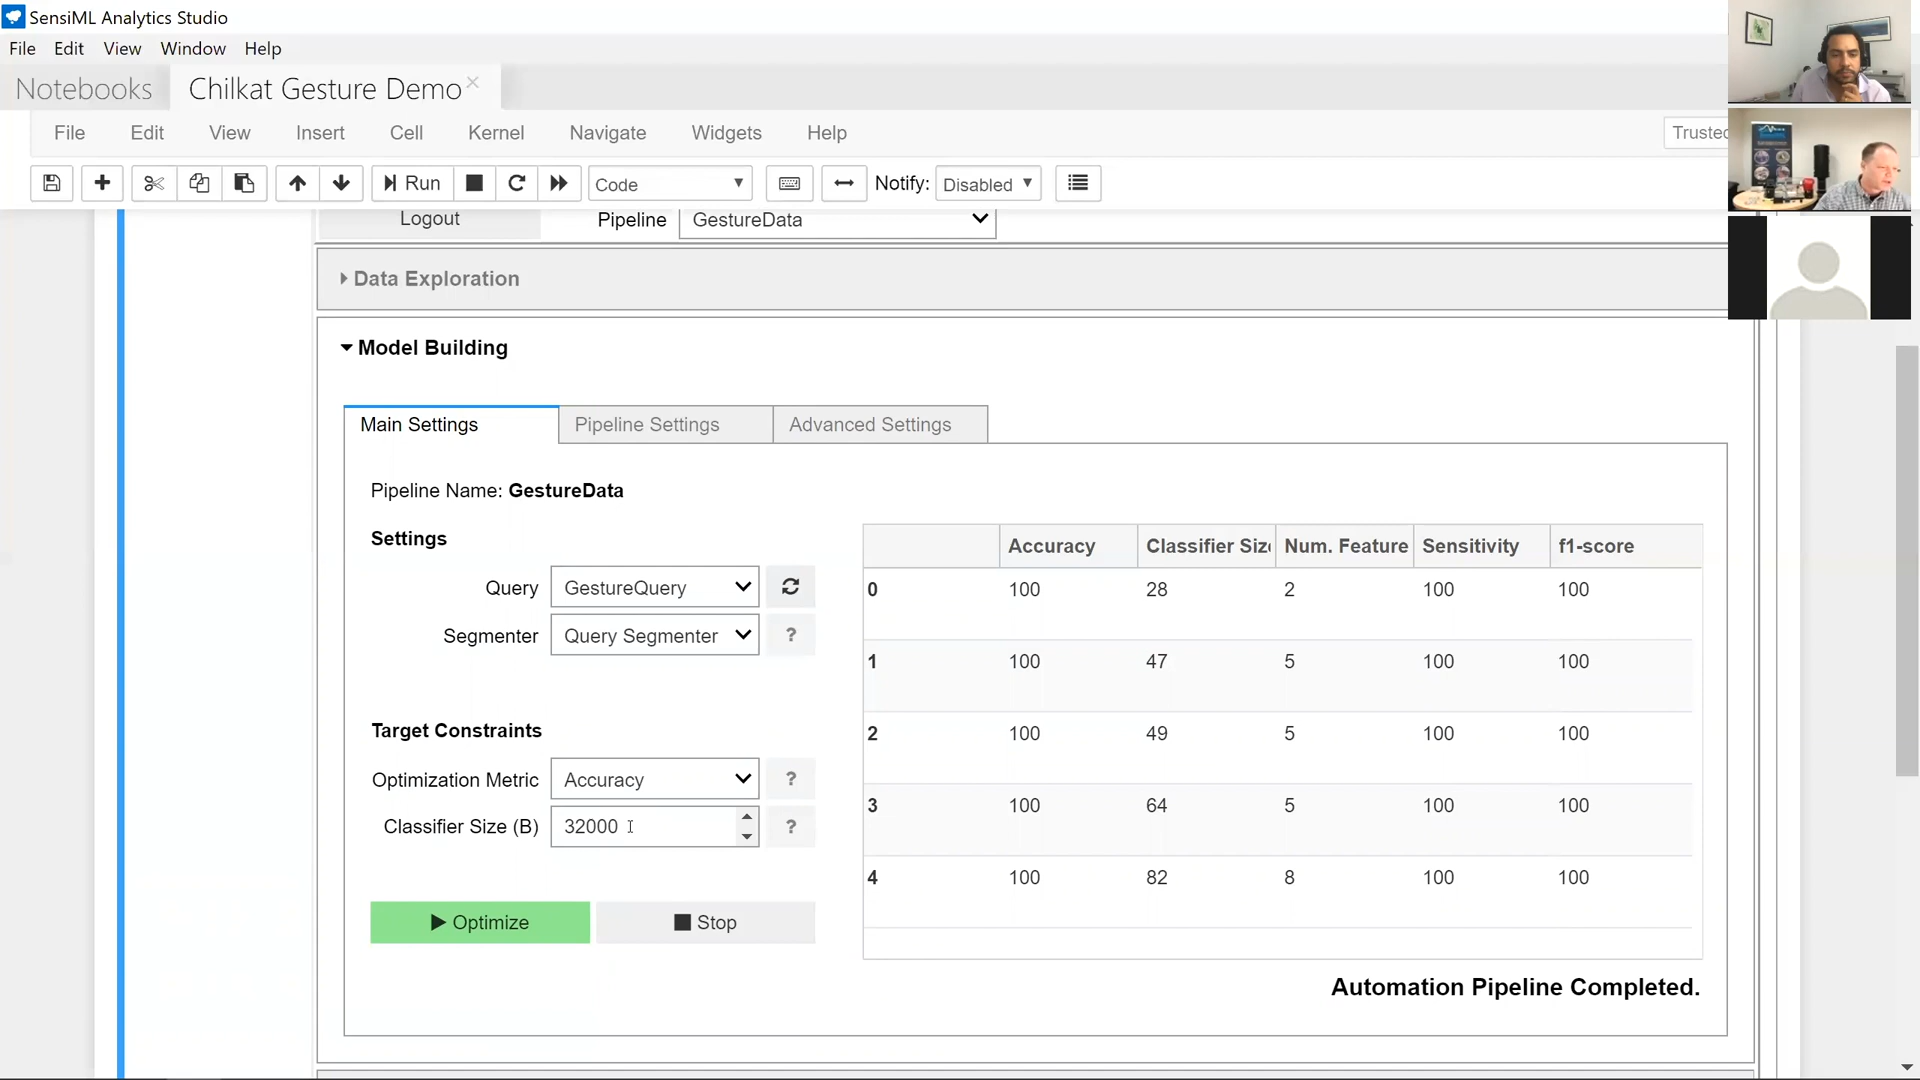 SensiML Analytics Studio
File Edit View Window Help
Notebooks Chilkat Gesture Demo
File Edit View Insert Cell Kernel Navigate Widgets Help Trusted
Run Code Notify: Disabled
Logout Pipeline GestureData
Data Exploration
Model Building
Main Settings Pipeline Settings Advanced Settings
Pipeline Name: GestureData
Settings
Query GestureQuery
Segmenter Query Segmenter ?
Target Constraints
Optimization Metric Accuracy ?
Classifier Size (B) 32000 ?
Optimize Stop
Accuracy Classifier Siz Num. Feature Sensitivity f1-score
0 100 28 2 100 100
1 100 47 5 100 100
2 100 49 5 100 100
3 100 64 5 100 100
4 100 82 8 100 100
Automation Pipeline Completed.